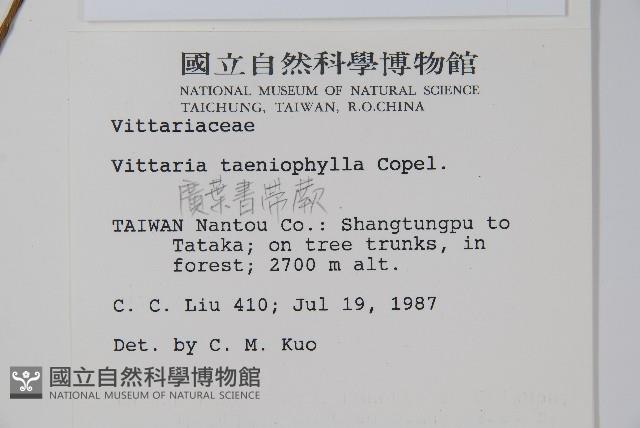 國立自然科學博物館
NATIONAL MUSEUM OF NATURAL SCIENCE
TAICHUNG, TAIWAN, R.O.CHINA
Vittariaceae
Vittaria taeniophylla Copel.
廣葉書帶蕨
TAIWAN Nantou Co.: Shangtungpu to
Tataka; on tree trunks, in
forest; 2700 m alt.
C. C. Liu 410; Jul 19, 1987
Det. by C. M. Kuo
國立自然科學博物館
NATIONAL MUSEUM OF NATURAL SCIENCE